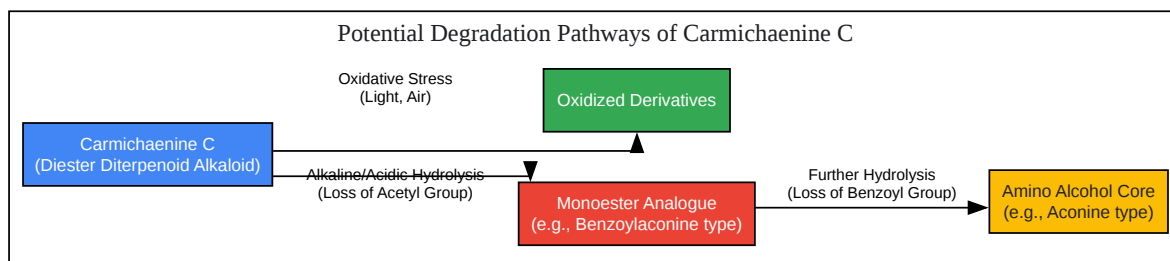 Potential Degradation Pathways of Carmichaenine C
Oxidative Stress
(Light, Air)
Oxidized Derivatives
Carmichaenine C
(Diester Diterpenoid Alkaloid)
Alkaline/Acidic Hydrolysis
(Loss of Acetyl Group)
Monoester Analogue
(e.g., Benzoylaconine type)
Further Hydrolysis
(Loss of Benzoyl Group)
Amino Alcohol Core
(e.g., Aconine type)